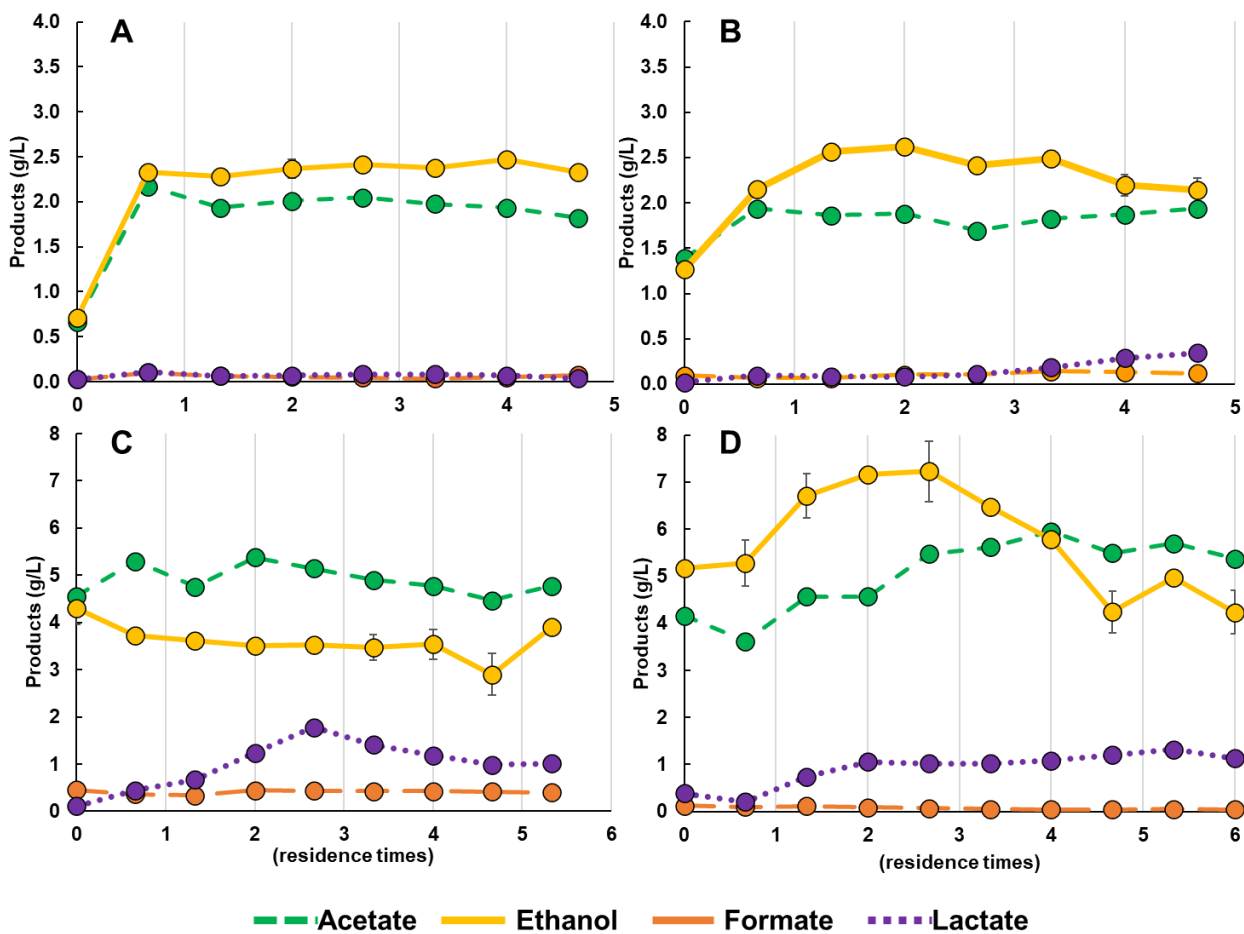 A
Products (g/L)
4.0
3.5
3.0
2.5
2.0
1.5
1.0
0.5
0.0
0 1 2 3 4 5
B
Products (g/L)
4.0
3.5
3.0
2.5
2.0
1.5
1.0
0.5
0.0
0 1 2 3 4 5
C
Products (g/L)
8
7
6
5
4
3
2
1
0
0 1 2 3 4 5 6
(residence times)
D
Products (g/L)
8
7
6
5
4
3
2
1
0
0 1 2 3 4 5 6
(residence times)
Acetate Ethanol Formate Lactate